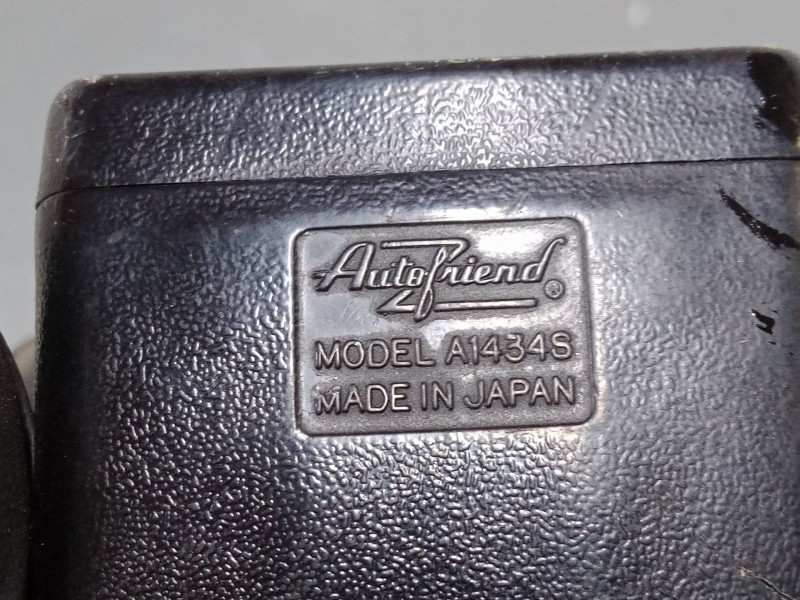 Autofriend ®
MODEL A1434S
MADE IN JAPAN